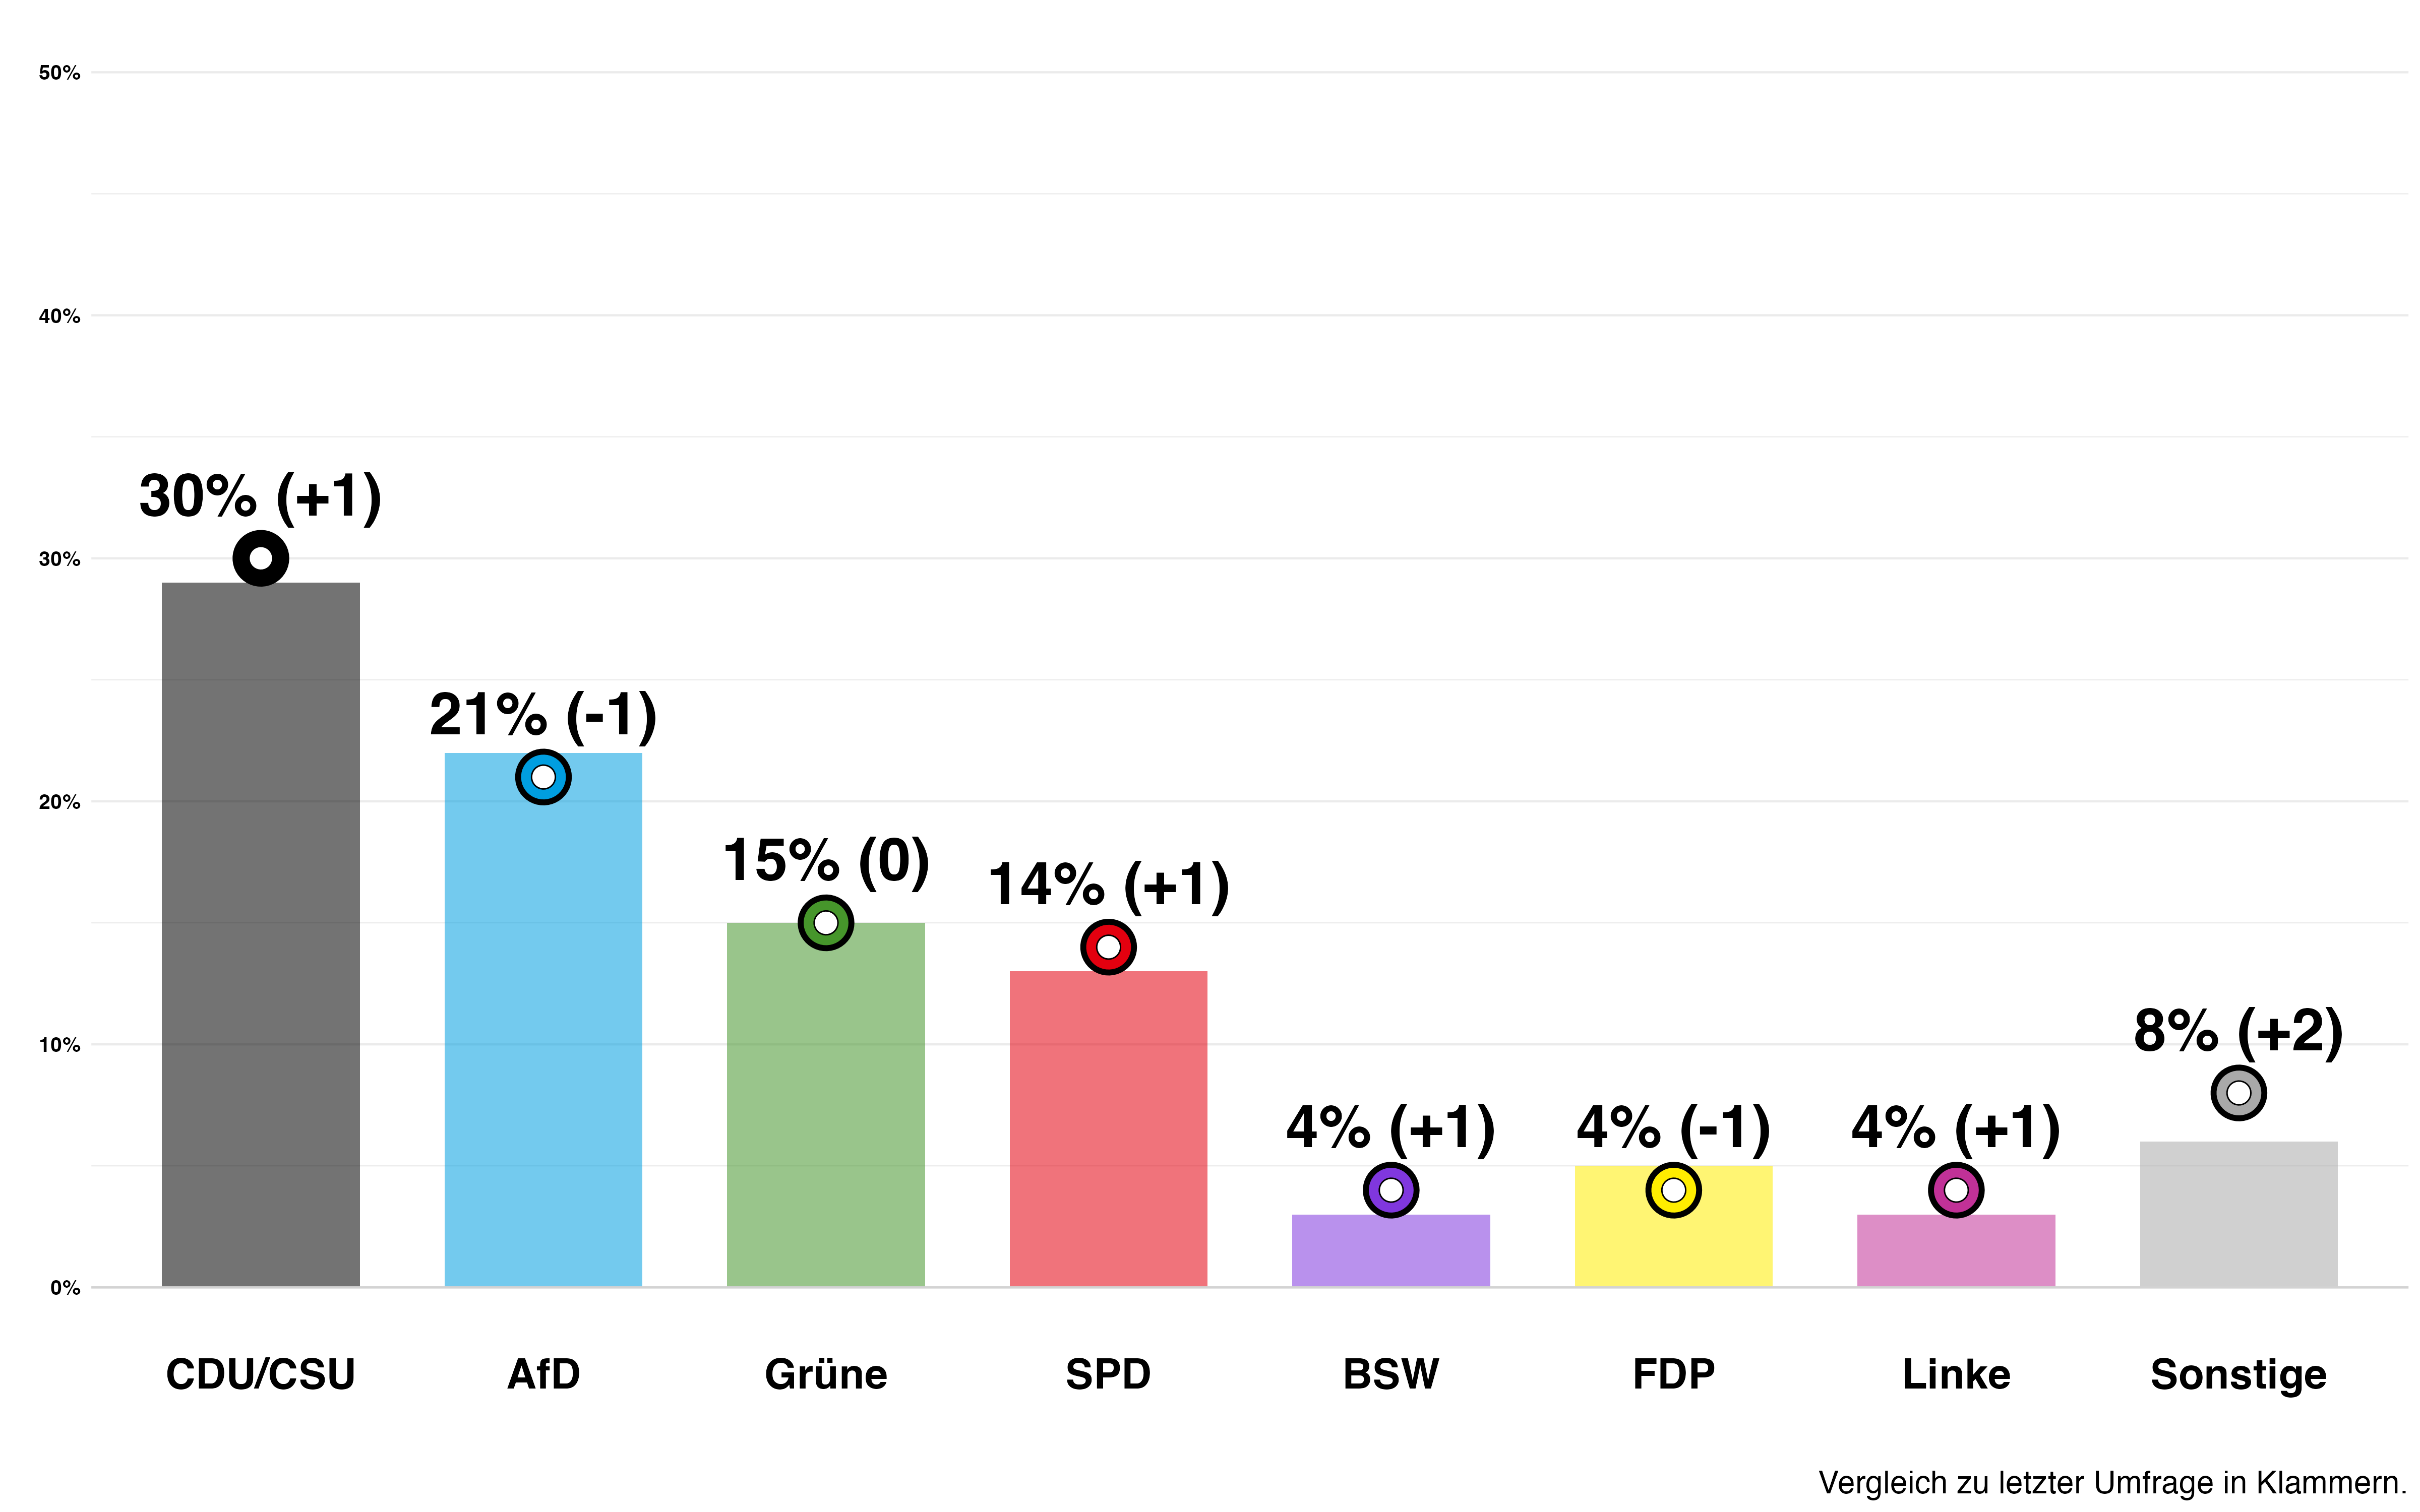 50%
40%
30%
20%
10%
0%
30% (+1)
21% (-1)
15% (0)
14% (+1)
4% (+1)
4% (-1)
4% (+1)
8% (+2)
CDU/CSU
AfD
Grüne
SPD
BSW
FDP
Linke
Sonstige
Vergleich zu letzter Umfrage in Klammern.